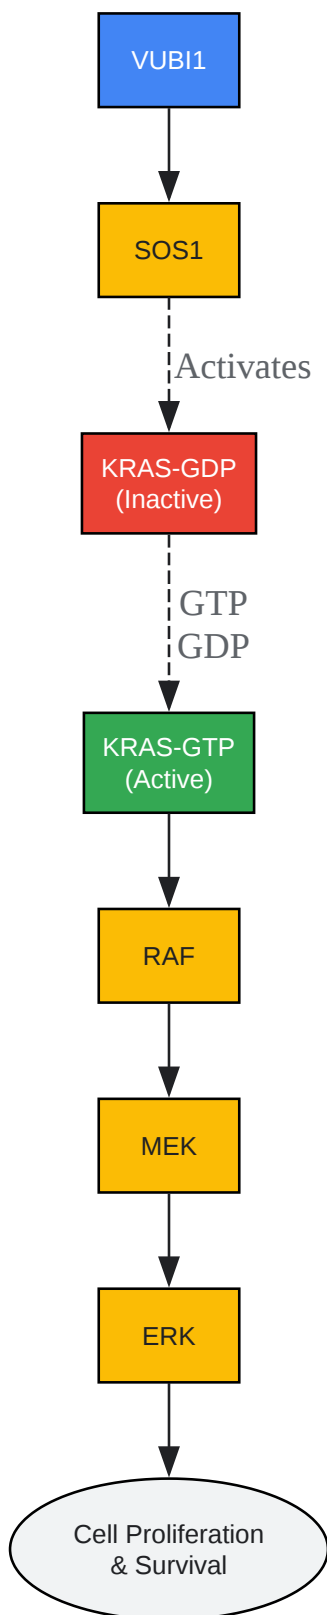 VUBI1
SOS1
Activates
KRAS-GDP
(Inactive)
GTP
GDP
KRAS-GTP
(Active)
RAF
MEK
ERK
Cell Proliferation
& Survival